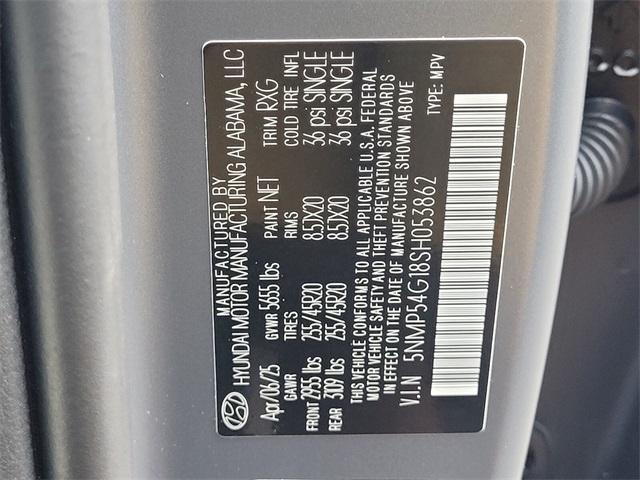 MANUFACTURED BY
HYUNDAI MOTOR MANUFACTURING ALABAMA, LLC
Apr/06/25 GVWR 5655 lbs PAINT NET TRIM RXG
GAWR TIRES RIMS COLD TIRE INFL
FRONT 2955 lbs 255/45R20 8.5JX20 36 psi SINGLE
REAR 3109 lbs 255/45R20 8.5JX20 36 psi SINGLE
THIS VEHICLE CONFORMS TO ALL APPLICABLE U.S.A. FEDERAL
MOTOR VEHICLE SAFETY AND THEFT PREVENTION STANDARDS
IN EFFECT ON DATE OF MANUFACTURE SHOWN ABOVE
V.I.N 5NMP54G18SH053862 TYPE: MPV